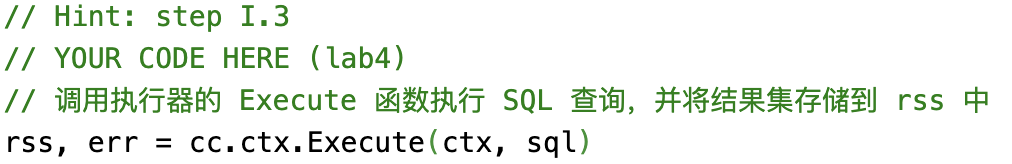 // Hint: step I.3
// YOUR CODE HERE (lab4)
// 调用执行器的 Execute 函数执行 SQL 查询，并将结果集存储到 rss 中
rss, err = cc.ctx.Execute(ctx, sql)